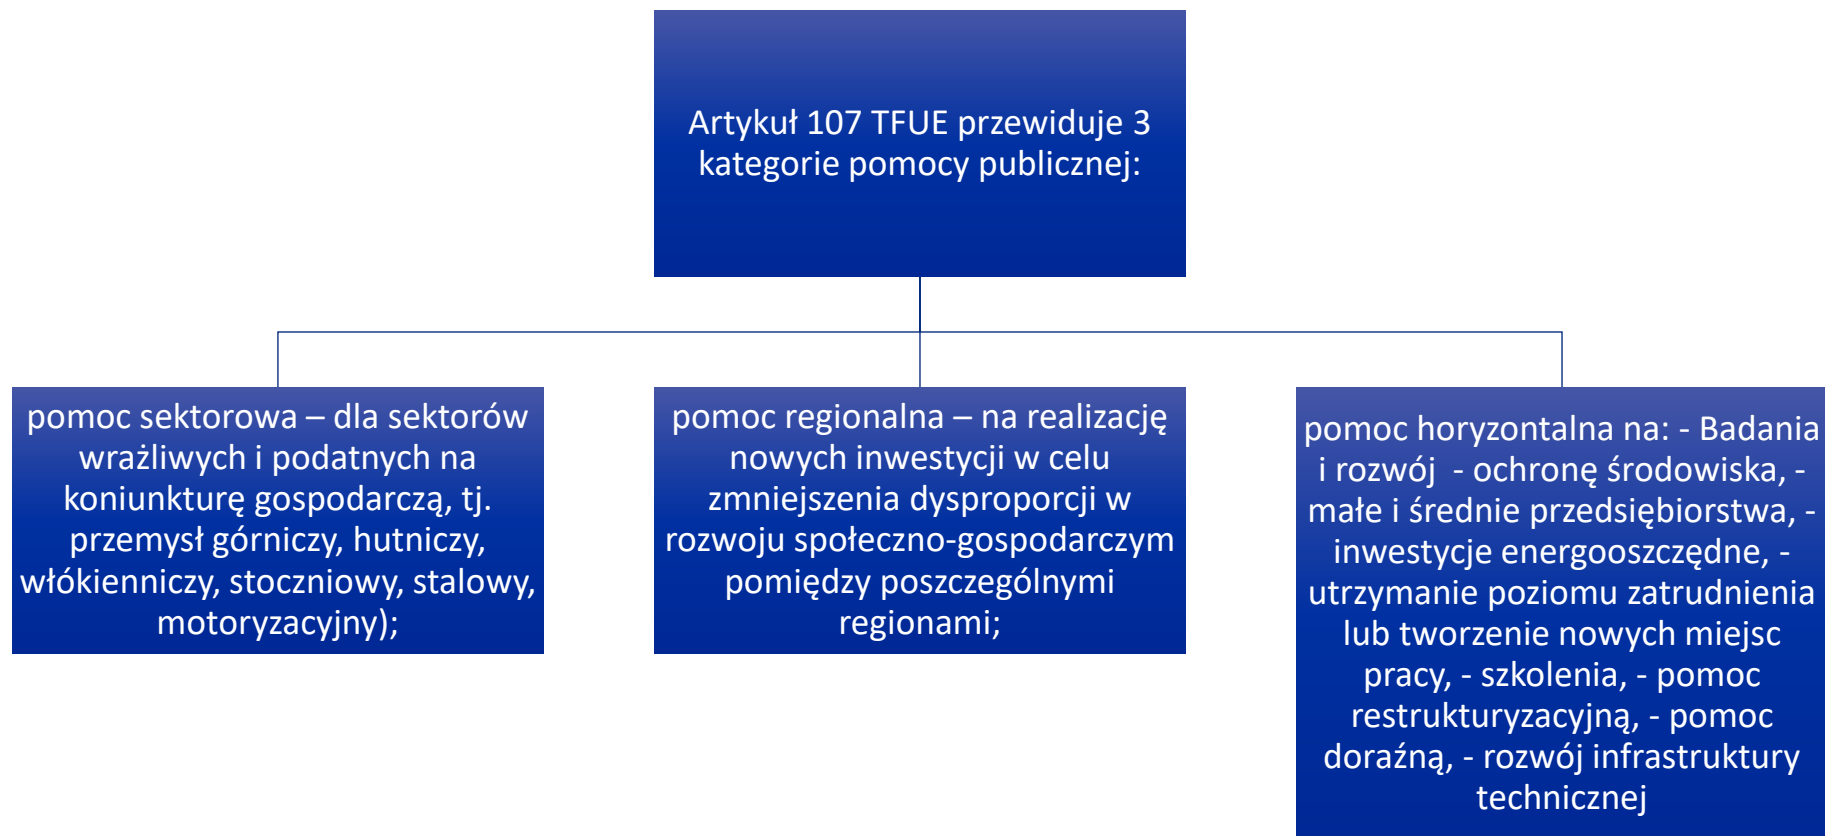 Artykuł 107 TFUE przewiduje 3
kategorie pomocy publicznej:
pomoc sektorowa – dla sektorów
wrażliwych i podatnych na
koniunkturę gospodarczą, tj.
przemysł górniczy, hutniczy,
włókienniczy, stoczniowy, stalowy,
motoryzacyjny);
pomoc regionalna – na realizację
nowych inwestycji w celu
zmniejszenia dysproporcji w
rozwoju społeczno-gospodarczym
pomiędzy poszczególnymi
regionami;
pomoc horyzontalna na: - Badania
i rozwój  - ochronę środowiska, -
małe i średnie przedsiębiorstwa, -
inwestycje energooszczędne, -
utrzymanie poziomu zatrudnienia
lub tworzenie nowych miejsc
pracy, - szkolenia, - pomoc
restrukturyzacyjną, - pomoc
doraźną, - rozwój infrastruktury
technicznej